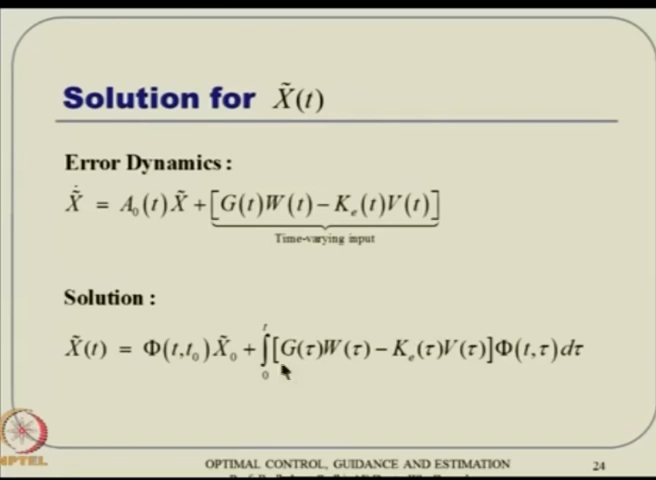 Solution for X̃(t)
Error Dynamics :
Ẋ̃ = A₀(t)X̃ + [G(t)W(t) − Kₑ(t)V(t)]
Time-varying input
Solution :
X̃(t) = Φ(t,t₀)X̃₀ + ∫₀ᵗ [G(τ)W(τ) − Kₑ(τ)V(τ)]Φ(t,τ)dτ
NPTEL
OPTIMAL CONTROL, GUIDANCE AND ESTIMATION
24